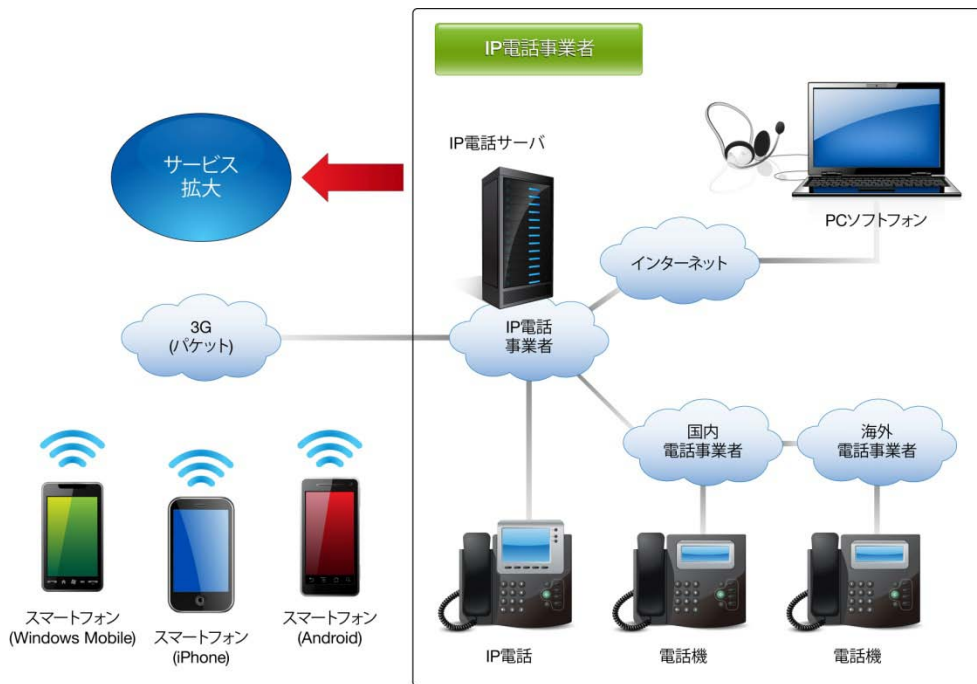 IP電話事業者
サービス
拡大
IP電話サーバ
PCソフトフォン
インターネット
3G
(パケット)
IP電話
事業者
国内
電話事業者
海外
電話事業者
スマートフォン
(Windows Mobile)
スマートフォン
(iPhone)
スマートフォン
(Android)
IP電話
電話機
電話機